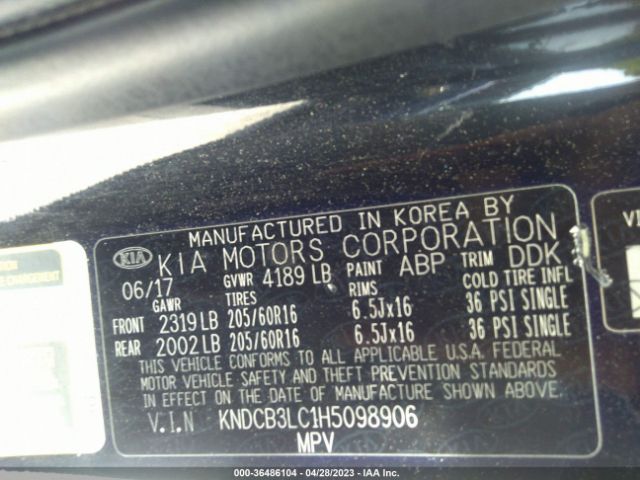 MANUFACTURED IN KOREA BY
KIA KIA MOTORS CORPORATION
06/17 GVWR 4189 LB PAINT ABP TRIM DDK
GAWR TIRES RIMS COLD TIRE INFL
FRONT 2319 LB 205/60R16 6.5Jx16 36 PSI SINGLE
REAR 2002 LB 205/60R16 6.5Jx16 36 PSI SINGLE
THIS VEHICLE CONFORMS TO ALL APPLICABLE U.S.A. FEDERAL
MOTOR VEHICLE SAFETY AND THEFT PREVENTION STANDARDS
IN EFFECT ON THE DATE OF MANUFACTURE SHOWN ABOVE.
V.I.N KNDCB3LC1H5098906
MPV
VI
000-36486104 - 04/28/2023 - IAA Inc.